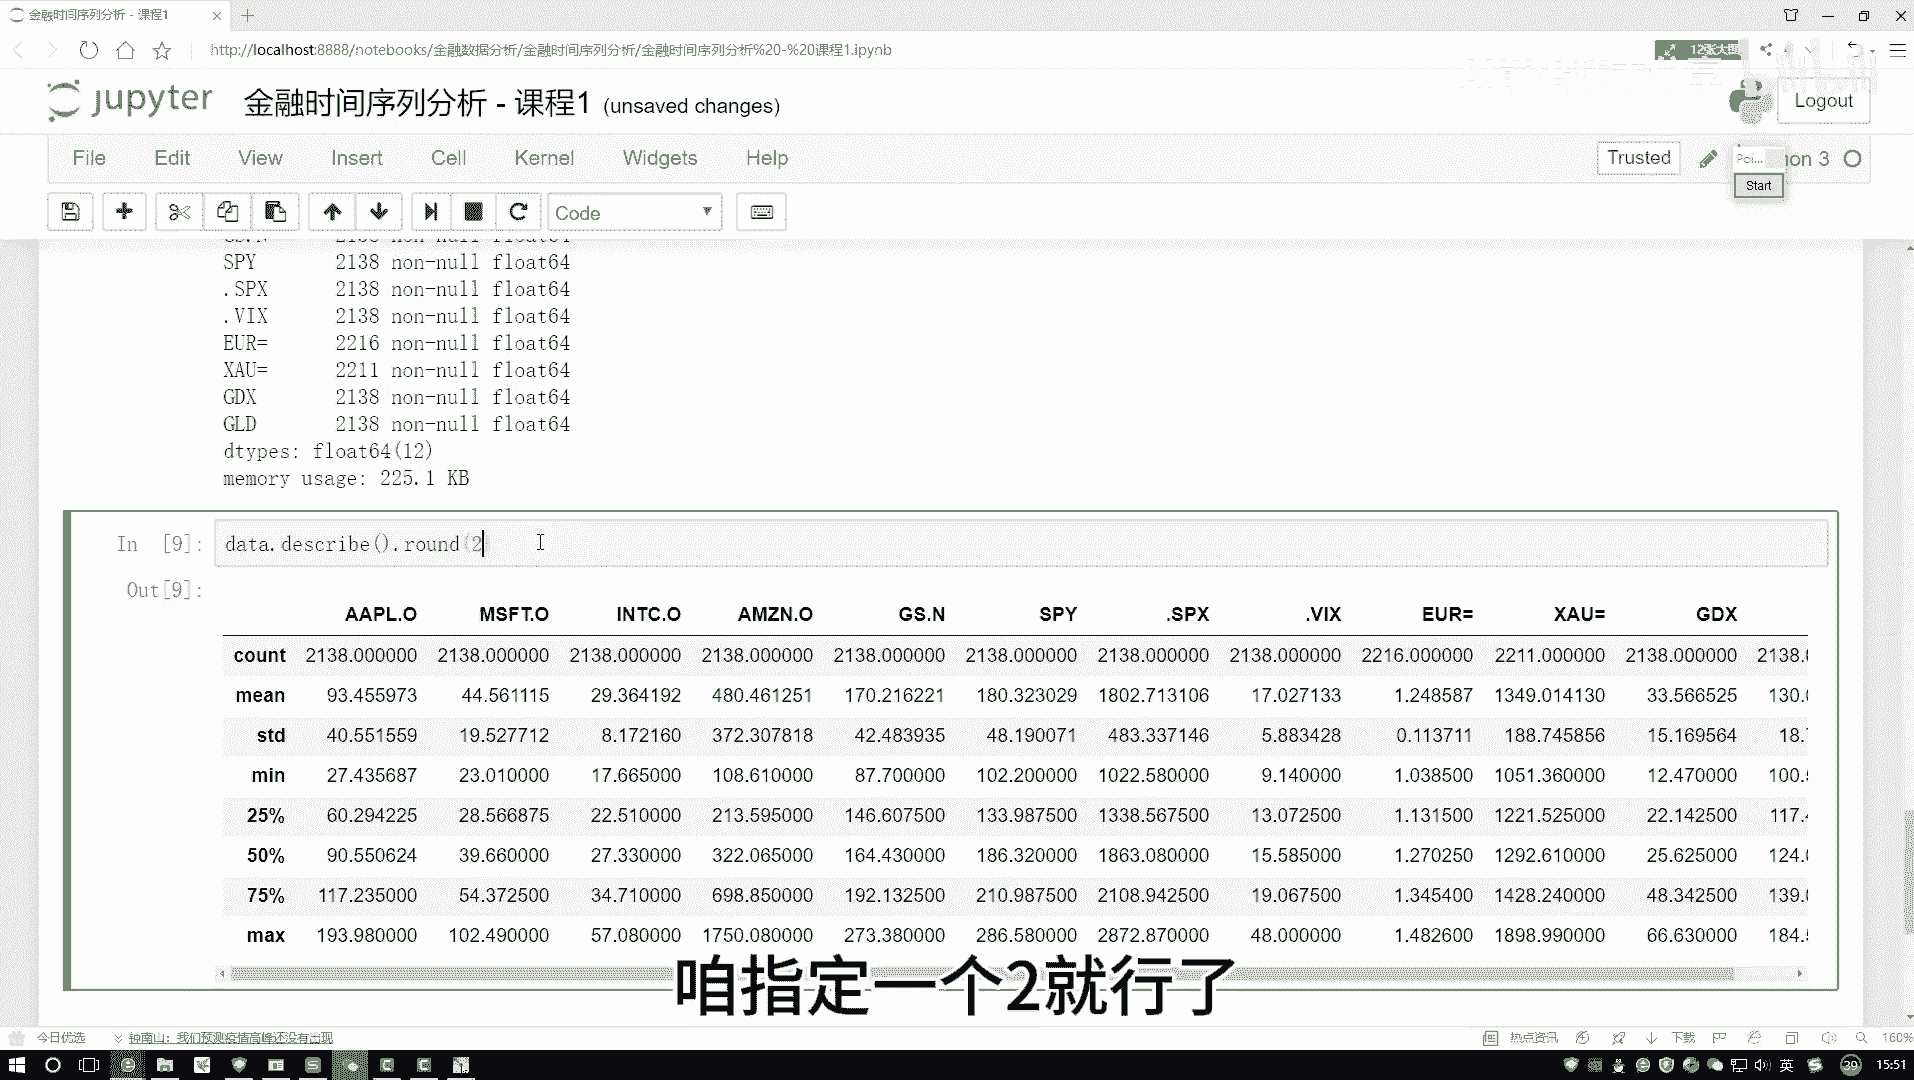 金融时间序列分析 - 课程1
http://localhost:8888/notebooks/金融数据分析/金融时间序列分析/金融时间序列分析%20-%20课程1.ipynb
12张大图
jupyter 金融时间序列分析 - 课程1 (unsaved changes)
Logout
File Edit View Insert Cell Kernel Widgets Help
Trusted
Poi... hon 3
Start
Code
SPY 2138 non-null float64
.SPX 2138 non-null float64
.VIX 2138 non-null float64
EUR= 2216 non-null float64
XAU= 2211 non-null float64
GDX 2138 non-null float64
GLD 2138 non-null float64
dtypes: float64(12)
memory usage: 225.1 KB
In [9]: data.describe().round(2
Out[9]:
AAPL.O MSFT.O INTC.O AMZN.O GS.N SPY .SPX .VIX EUR= XAU= GDX
count 2138.000000 2138.000000 2138.000000 2138.000000 2138.000000 2138.000000 2138.000000 2138.000000 2216.000000 2211.000000 2138.000000 2138.0
mean 93.455973 44.561115 29.364192 480.461251 170.216221 180.323029 1802.713106 17.027133 1.248587 1349.014130 33.566525 130.0
std 40.551559 19.527712 8.172160 372.307818 42.483935 48.190071 483.337146 5.883428 0.113711 188.745856 15.169564 18.
min 27.435687 23.010000 17.665000 108.610000 87.700000 102.200000 1022.580000 9.140000 1.038500 1051.360000 12.470000 100.
25% 60.294225 28.566875 22.510000 213.595000 146.607500 133.987500 1338.567500 13.072500 1.131500 1221.525000 22.142500 117.
50% 90.550624 39.660000 27.330000 322.065000 164.430000 186.320000 1863.080000 15.585000 1.270250 1292.610000 25.625000 124.
75% 117.235000 54.372500 34.710000 698.850000 192.132500 210.987500 2108.942500 19.067500 1.345400 1428.240000 48.342500 139.
max 193.980000 102.490000 57.080000 1750.080000 273.380000 286.580000 2872.870000 48.000000 1.482600 1898.990000 66.630000 184.
咱指定一个2就行了
今日优选 钟南山：我们预测疫情高峰还没有出现
热点资讯 下载 160%
英 39 15:51